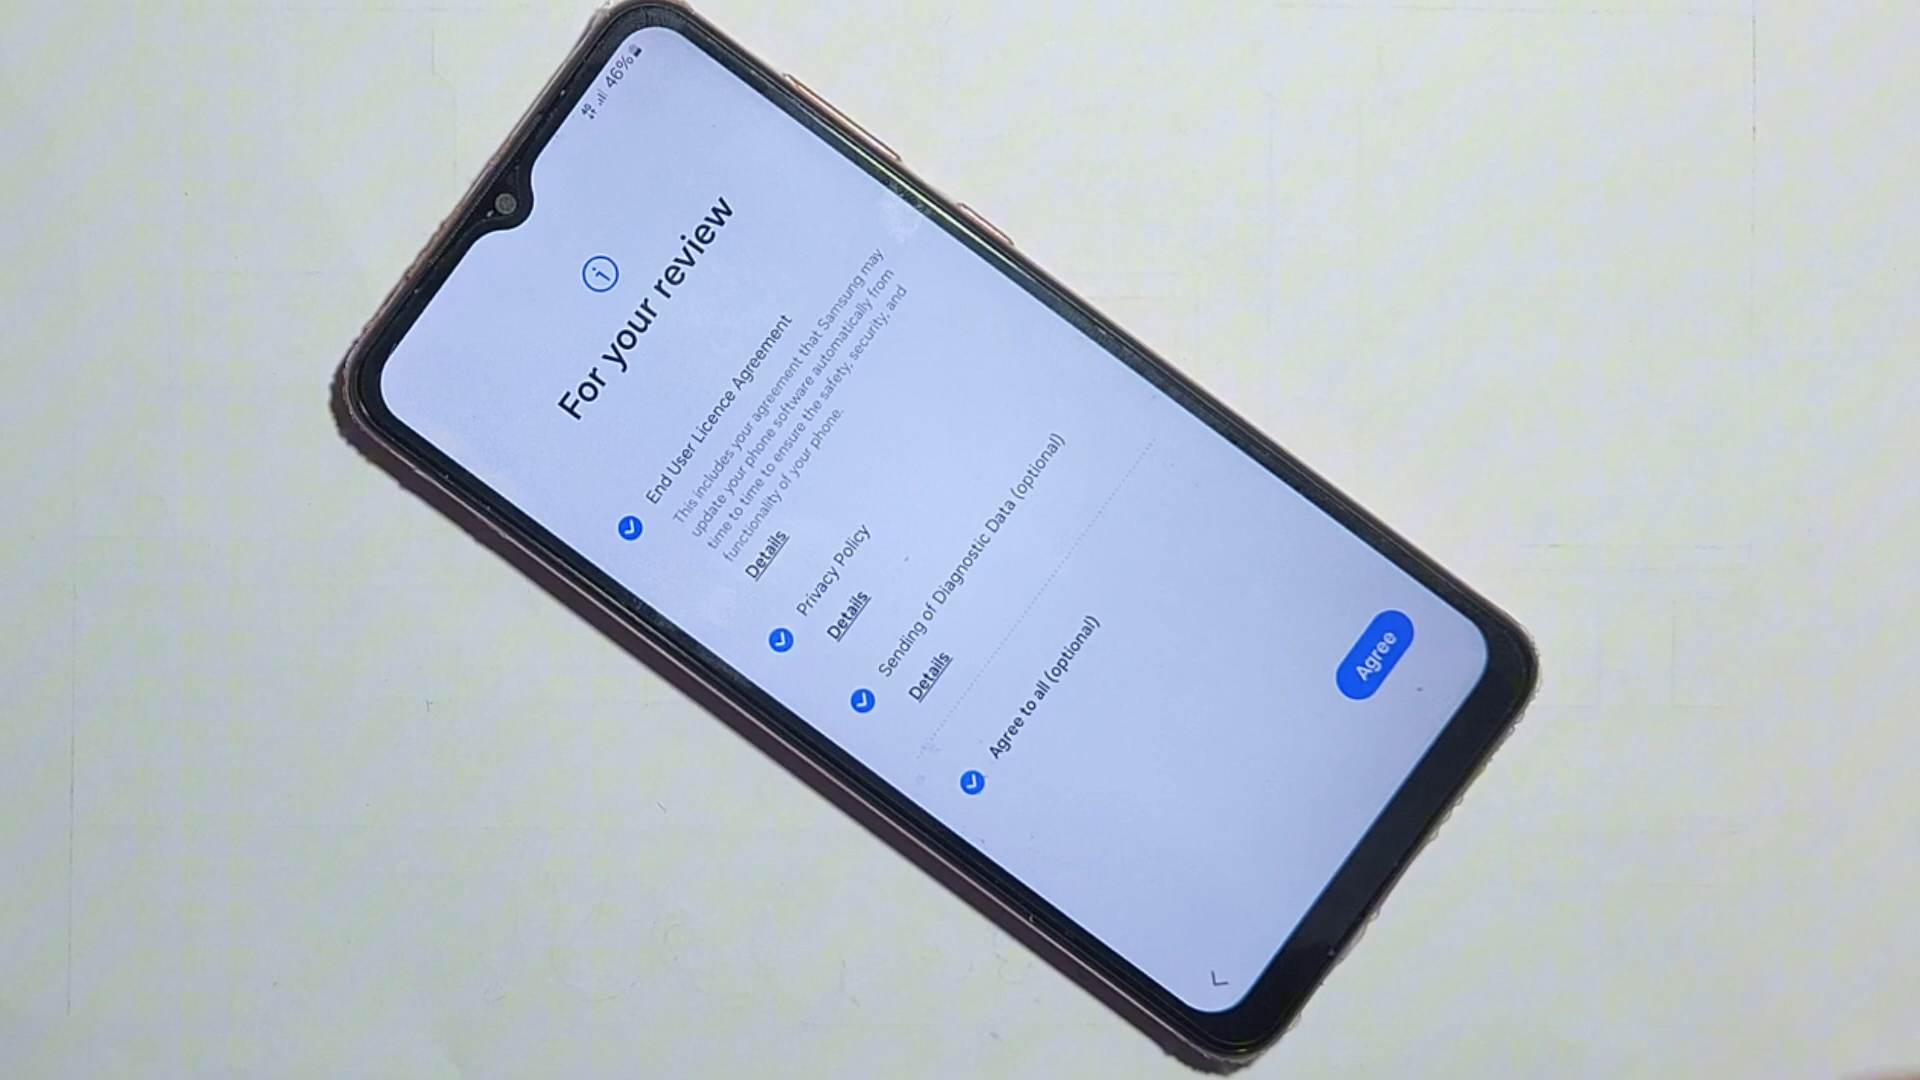 4G 46%
For your review
End User Licence Agreement
This includes your agreement that Samsung may
update your phone software automatically from
time to time to ensure the safety, security, and
functionality of your phone.
Details
Privacy Policy
Details
Sending of Diagnostic Data (optional)
Details
Agree to all (optional)
Agree